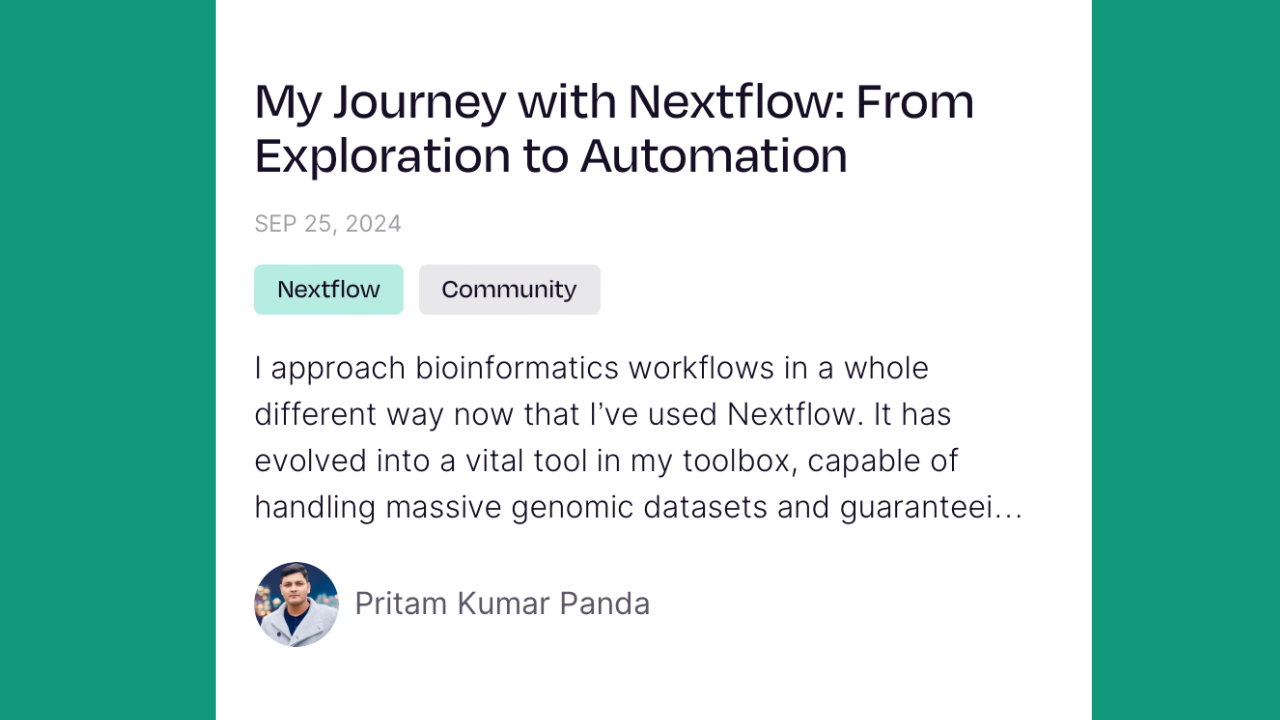 My Journey with Nextflow: From
Exploration to Automation
SEP 25, 2024
Nextflow
Community
I approach bioinformatics workflows in a whole
different way now that I’ve used Nextflow. It has
evolved into a vital tool in my toolbox, capable of
handling massive genomic datasets and guaranteei…
Pritam Kumar Panda